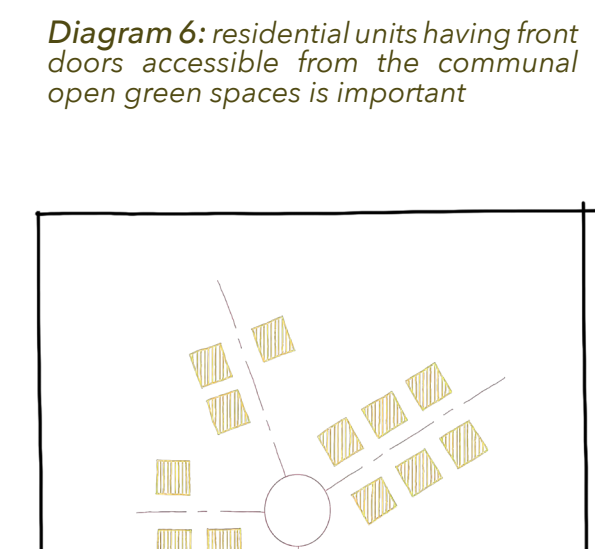 Diagram 6: residential units having front
doors accessible from the communal
open green spaces is important